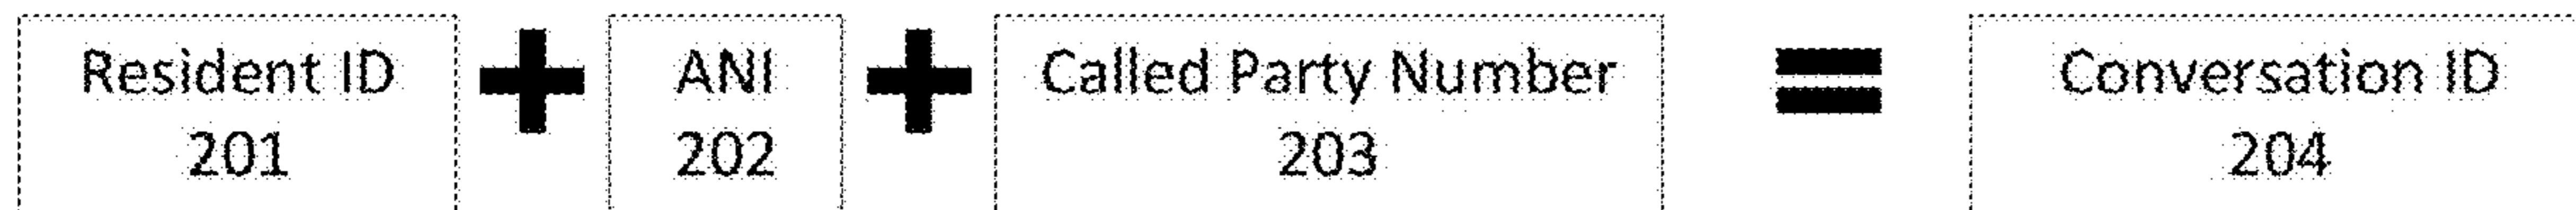 Resident ID + ANI + Called Party Number = Conversation ID
201 202 203 204